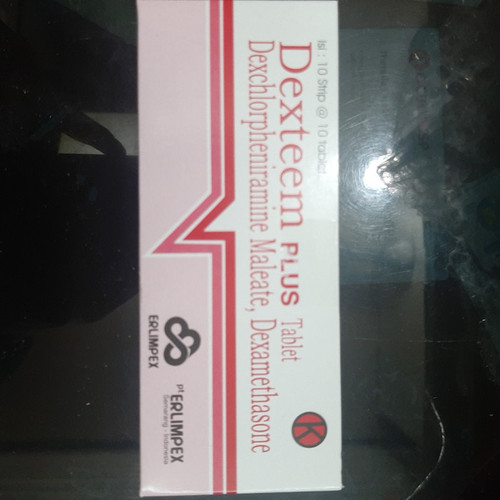 Isi : 10 Strip @ 10 tablet
Dexteem PLUS Tablet
Dexchlorpheniramine Maleate, Dexamethasone
K
ERLIMPEX
pt ERLIMPEX
Semarang - Indonesia